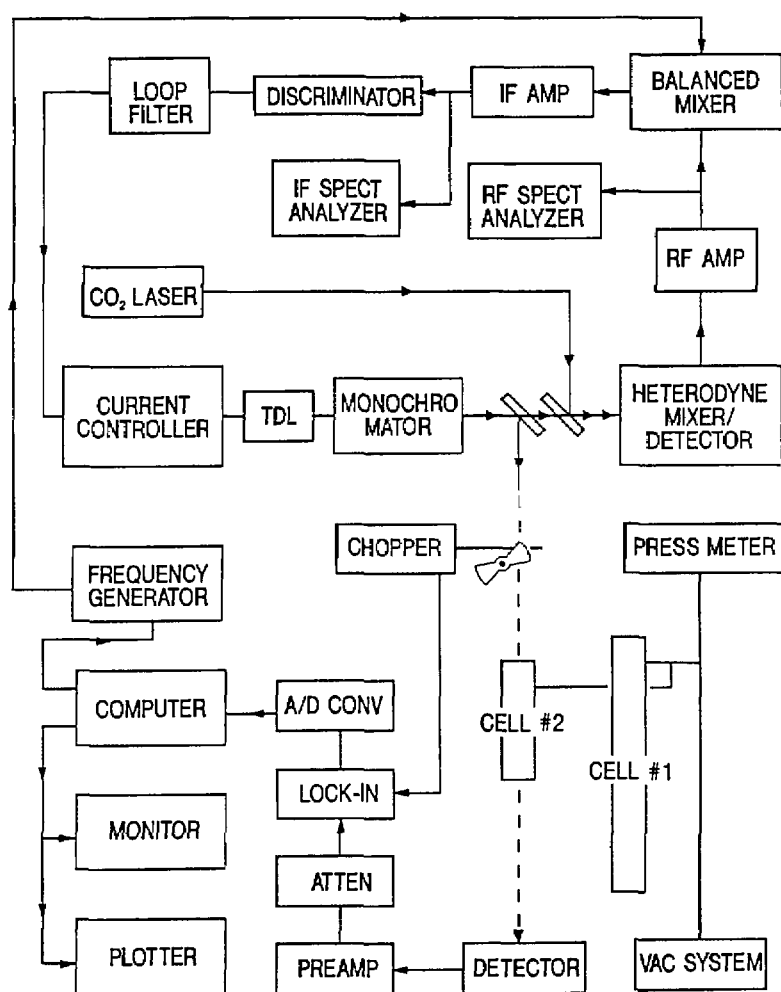 LOOP
FILTER
DISCRIMINATOR
IF AMP
BALANCED
MIXER
IF SPECT
ANALYZER
RF SPECT
ANALYZER
RF AMP
CO₂ LASER
CURRENT
CONTROLLER
TDL
MONOCHRO
MATOR
HETERODYNE
MIXER/
DETECTOR
CHOPPER
PRESS METER
FREQUENCY
GENERATOR
COMPUTER
A/D CONV
CELL #2
CELL #1
LOCK-IN
MONITOR
ATTEN
PLOTTER
PREAMP
DETECTOR
VAC SYSTEM